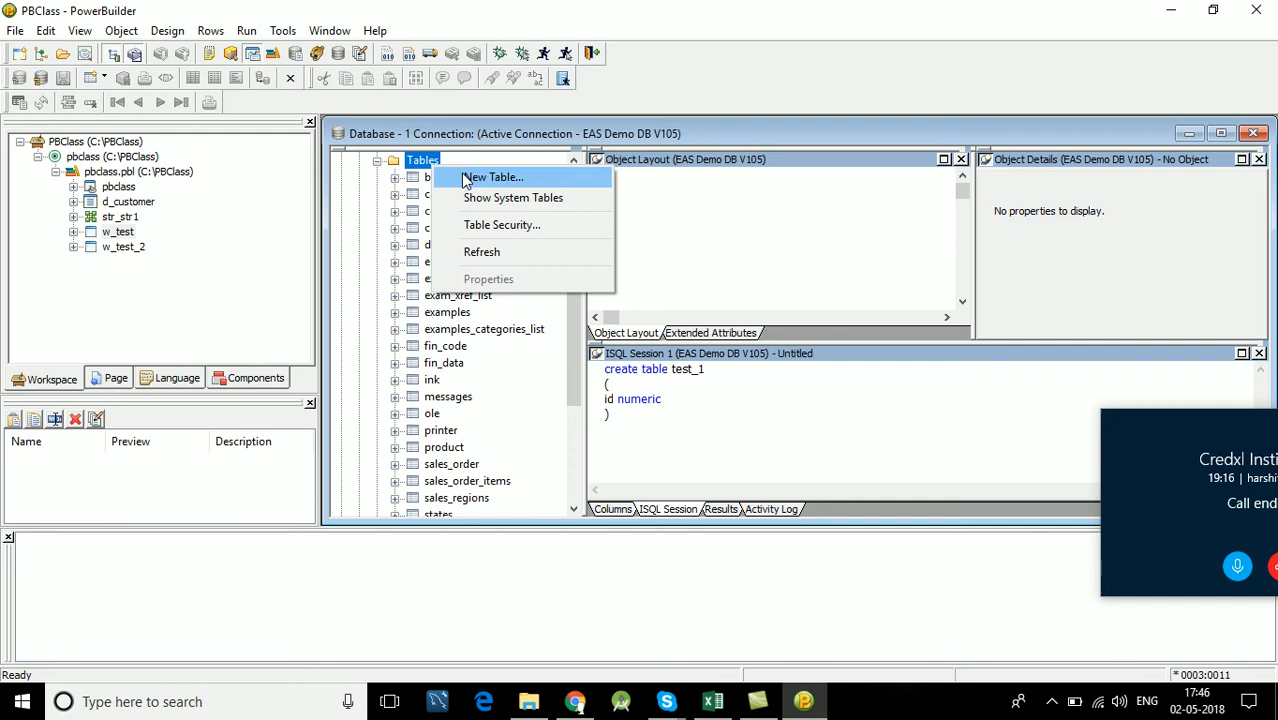 PBClass - PowerBuilder
File Edit View Object Design Rows Run Tools Window Help
PBClass (C:\PBClass)
pbclass (C:\PBClass)
pbclass.pbl (C:\PBClass)
pbclass
d_customer
str_str1
w_test
w_test_2
Workspace Page Language Components
Name Preview Description
Database - 1 Connection: (Active Connection - EAS Demo DB V105)
Tables
b
c
c
c
d
e
e
exam_xref_list
examples
examples_categories_list
fin_code
fin_data
ink
messages
ole
printer
product
sales_order
sales_order_items
sales_regions
states
New Table...
Show System Tables
Table Security...
Refresh
Properties
Object Layout (EAS Demo DB V105)
Object Layout Extended Attributes
Object Details (EAS Demo DB V105) - No Object
No properties to display.
ISQL Session 1 (EAS Demo DB V105) - Untitled
create table test_1
(
id numeric
)
Columns ISQL Session Results Activity Log
Credxl Insti
19:16 | harshi
Call end
Ready
* 0003:0011
Type here to search
ENG
17:46
02-05-2018